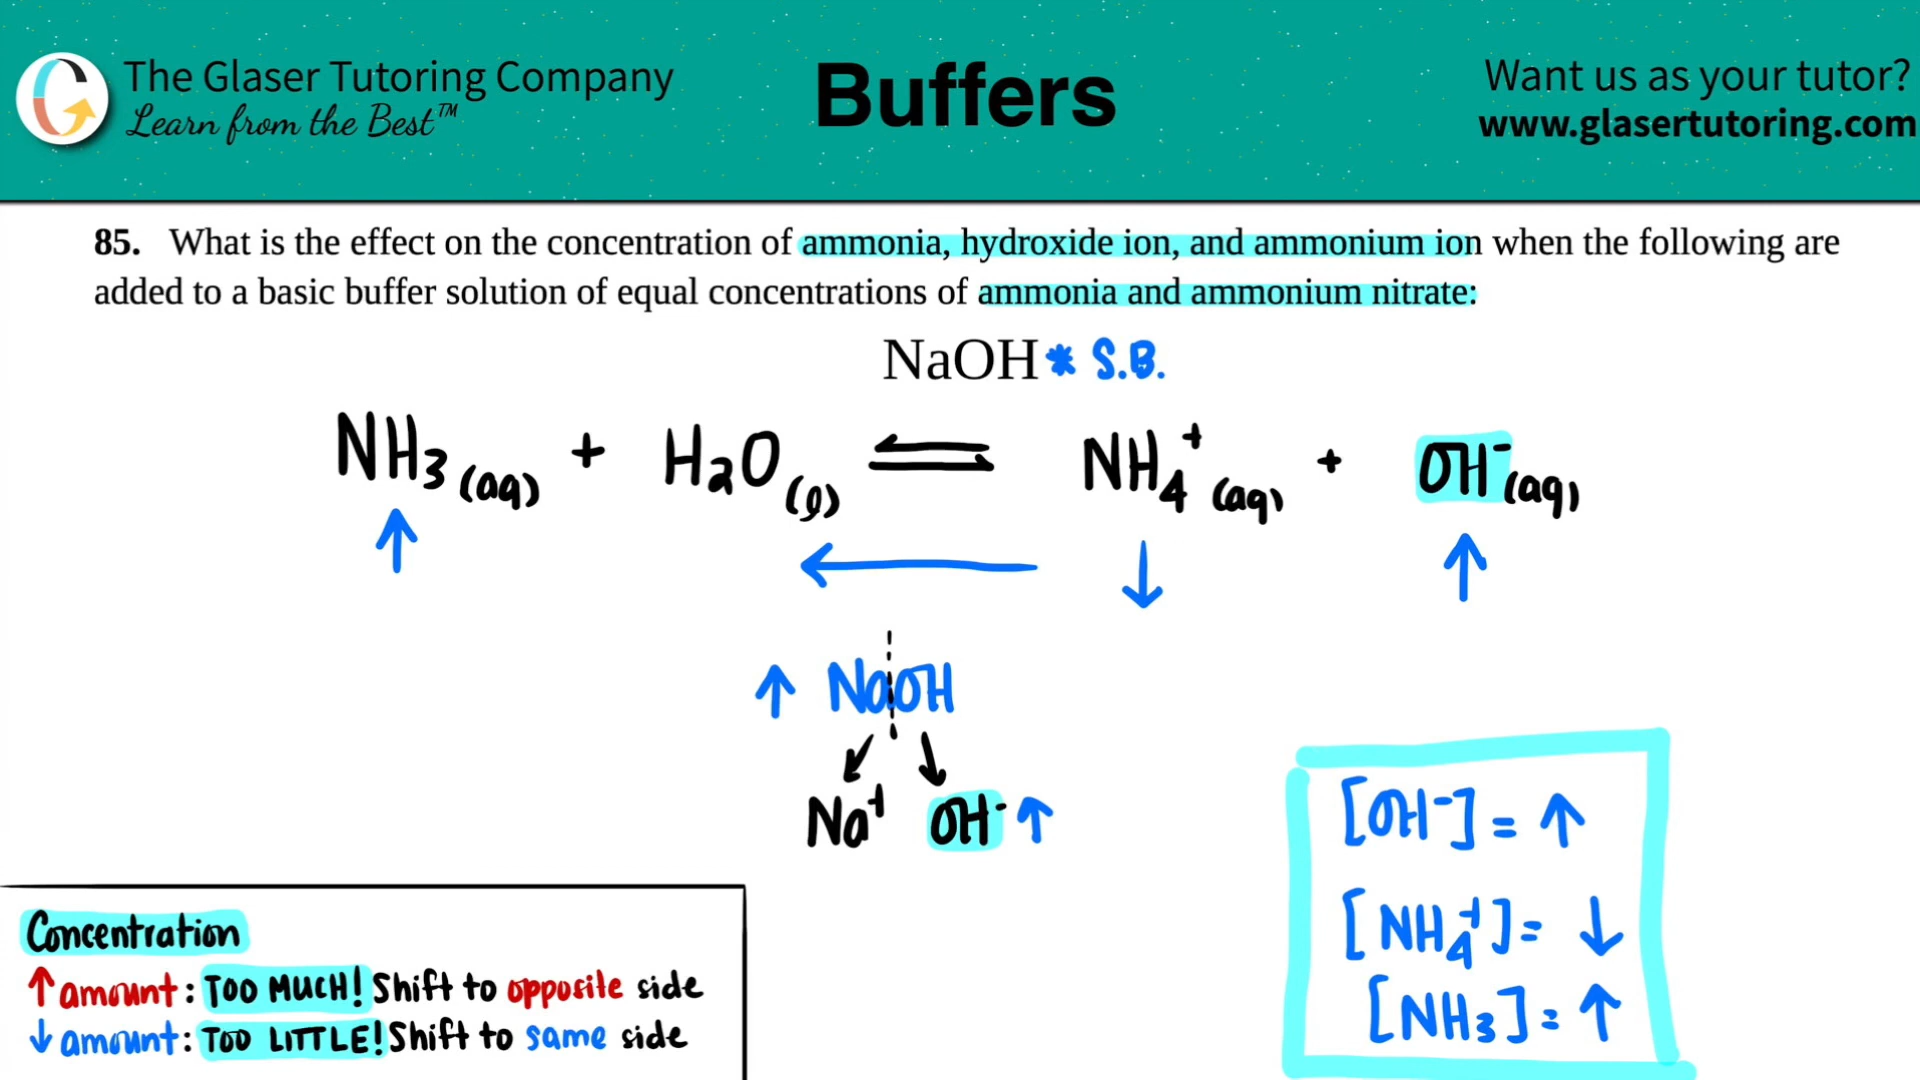 The Glaser Tutoring Company
Learn from the Best™
Buffers
Want us as your tutor?
www.glasertutoring.com
85. What is the effect on the concentration of ammonia, hydroxide ion, and ammonium ion when the following are
added to a basic buffer solution of equal concentrations of ammonia and ammonium nitrate:
NaOH * S.B.
NH₃(aq) + H₂O(l) ⇌ NH₄⁺(aq) + OH⁻(aq)
↑ ← ↓ ↑
↑ NaOH
↙ ↓
Na⁺ OH⁻ ↑
[OH⁻] = ↑
[NH₄⁺] = ↓
[NH₃] = ↑
Concentration
↑ amount: TOO MUCH! Shift to opposite side
↓ amount: TOO LITTLE! Shift to same side